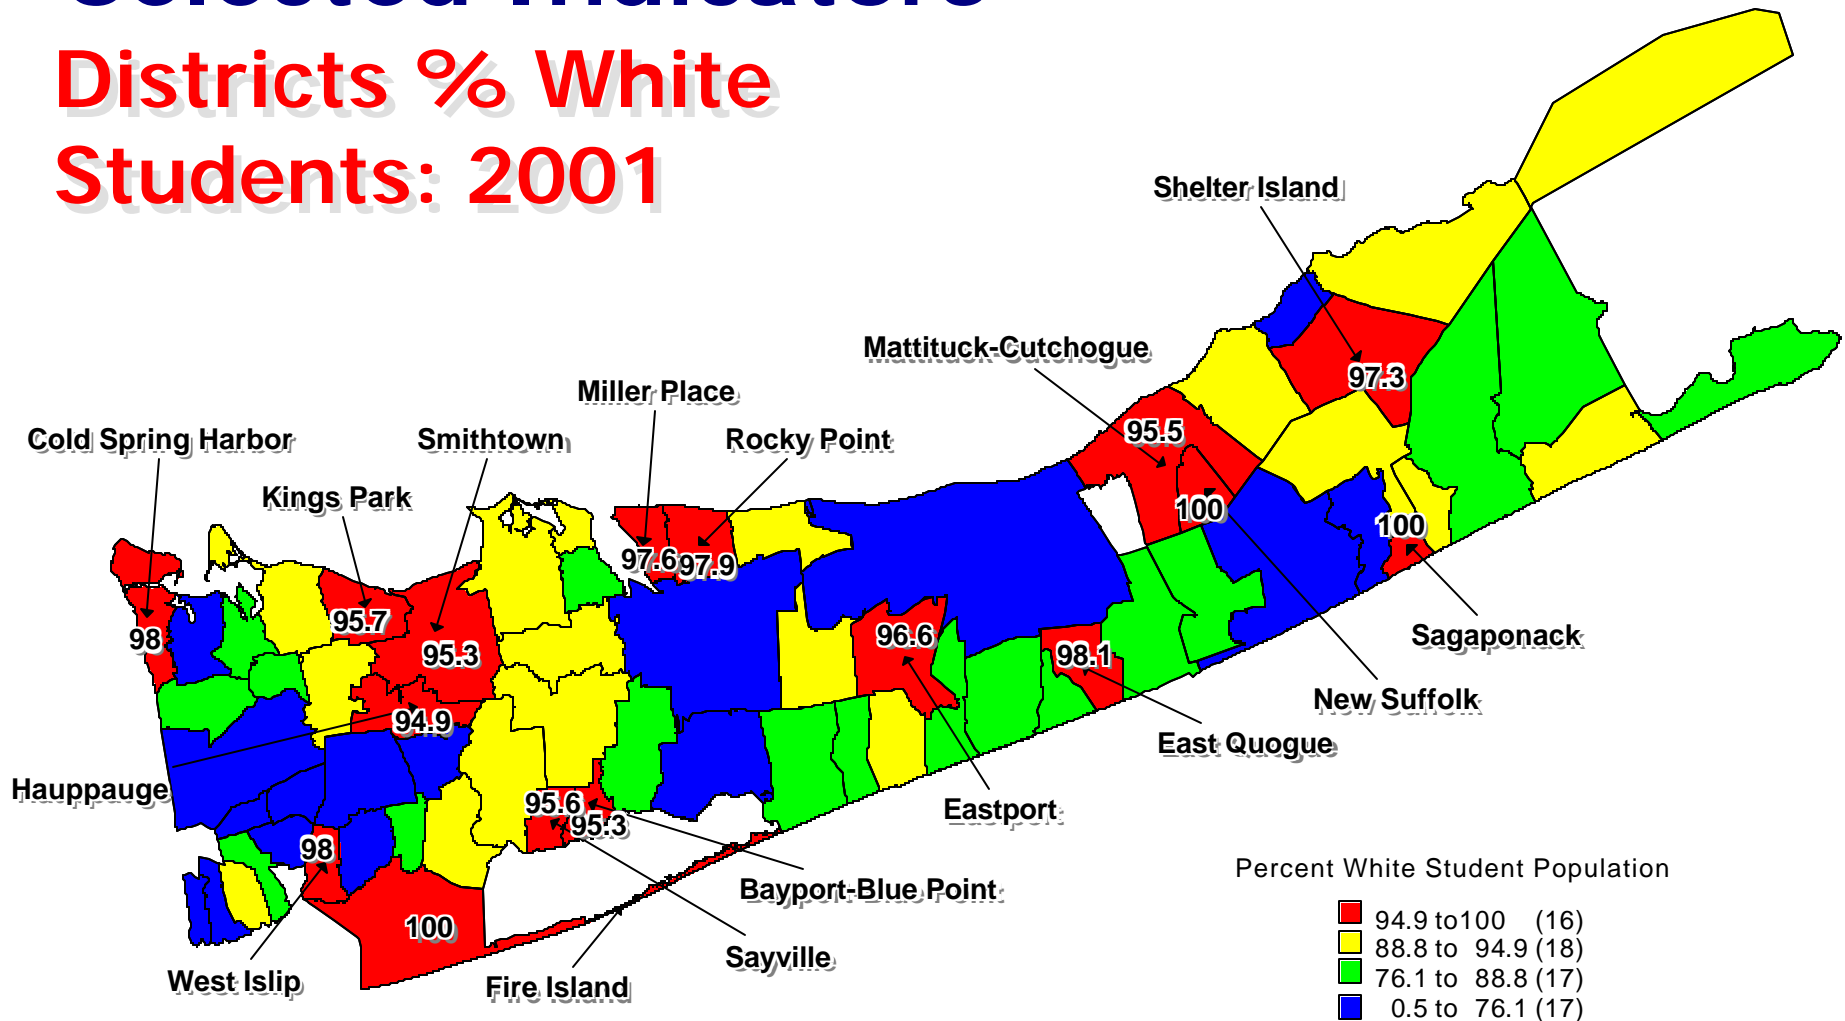 Selected Indicators
Districts % White
Students: 2001
Shelter Island
97.3
Mattituck-Cutchogue
95.5
Miller Place
97.6
Rocky Point
97.9
Cold Spring Harbor
98
Smithtown
95.3
Kings Park
95.7
100
100
96.6
98.1
Sagaponack
New Suffolk
East Quogue
94.9
Hauppauge
Eastport
95.6
95.3
98
Bayport-Blue Point
100
Sayville
West Islip
Fire Island
Percent White Student Population
94.9 to 100 (16)
88.8 to 94.9 (18)
76.1 to 88.8 (17)
0.5 to 76.1 (17)